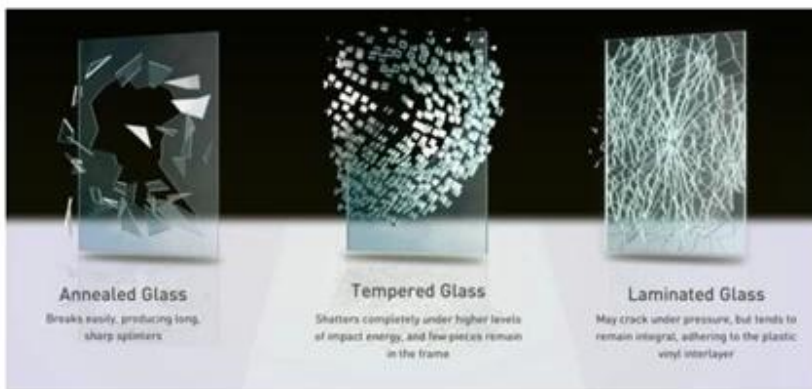 Annealed Glass
Breaks easily, producing long,
sharp splinters
Tempered Glass
Shatters completely under higher levels
of impact energy, and few pieces remain
in the frame
Laminated Glass
May crack under pressure, but tends to
remain integral, adhering to the plastic
vinyl interlayer